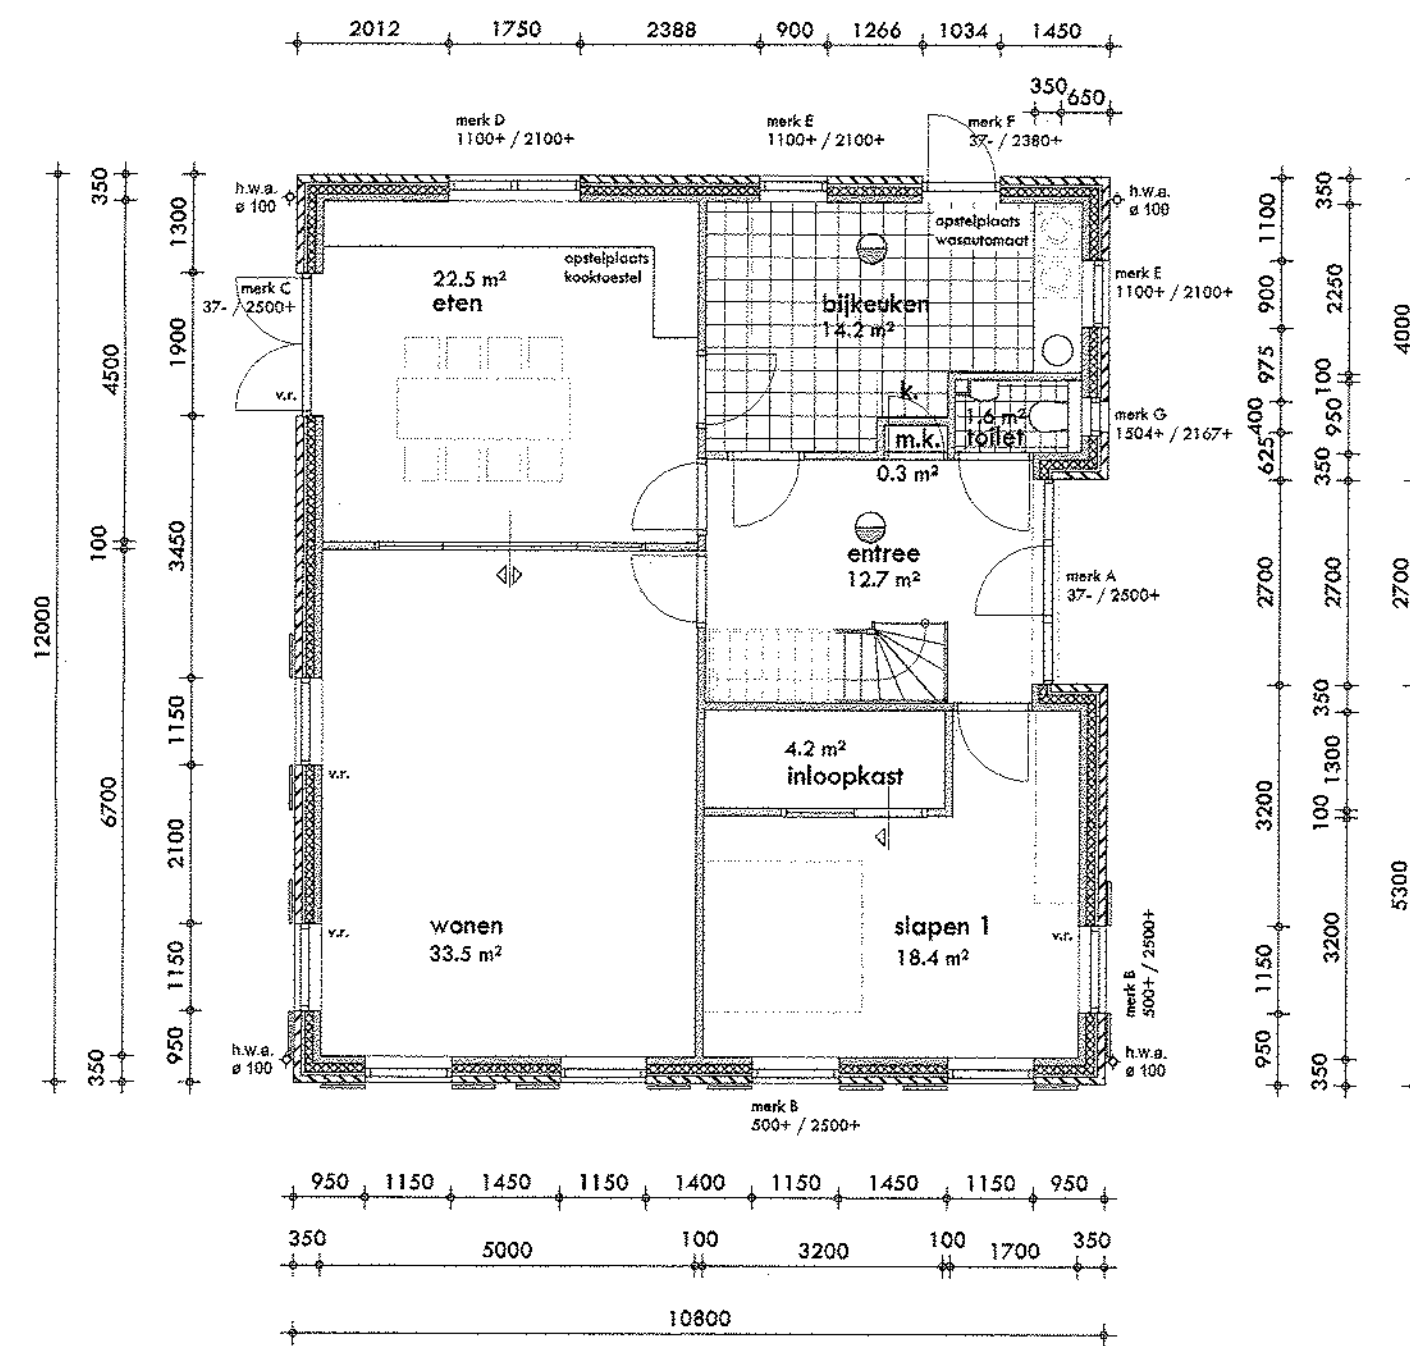 2012 1750 2388 900 1266 1034 1450
350 650
merk D
1100+ / 2100+
merk E
1100+ / 2100+
merk F
37- / 2380+
h.w.a.
ø 100
h.w.a.
ø 100
opstelplaats
wasautomaat
opstelplaats
kooktoestel
22.5 m²
eten
merk C
37- / 2500+
v.r.
bijkeuken
14.2 m²
merk E
1100+ / 2100+
k.
m.k.
0.3 m²
1.6 m²
toilet
merk G
1504+ / 2167+
entree
12.7 m²
merk A
37- / 2500+
4.2 m²
inloopkast
v.r.
wonen
33.5 m²
v.r.
slapen 1
18.4 m²
v.r.
merk B
500+ / 2500+
h.w.a.
ø 100
h.w.a.
ø 100
merk B
500+ / 2500+
12000
350
4500
100
6700
350
1300
1900
3450
1150
2100
1150
950
1100
900
975
400
625
2700
3200
1150
950
350
2250
100
950
350
2700
350
1300
100
3200
350
4000
2700
5300
950 1150 1450 1150 1400 1150 1450 1150 950
350 5000 100 3200 100 1700 350
10800